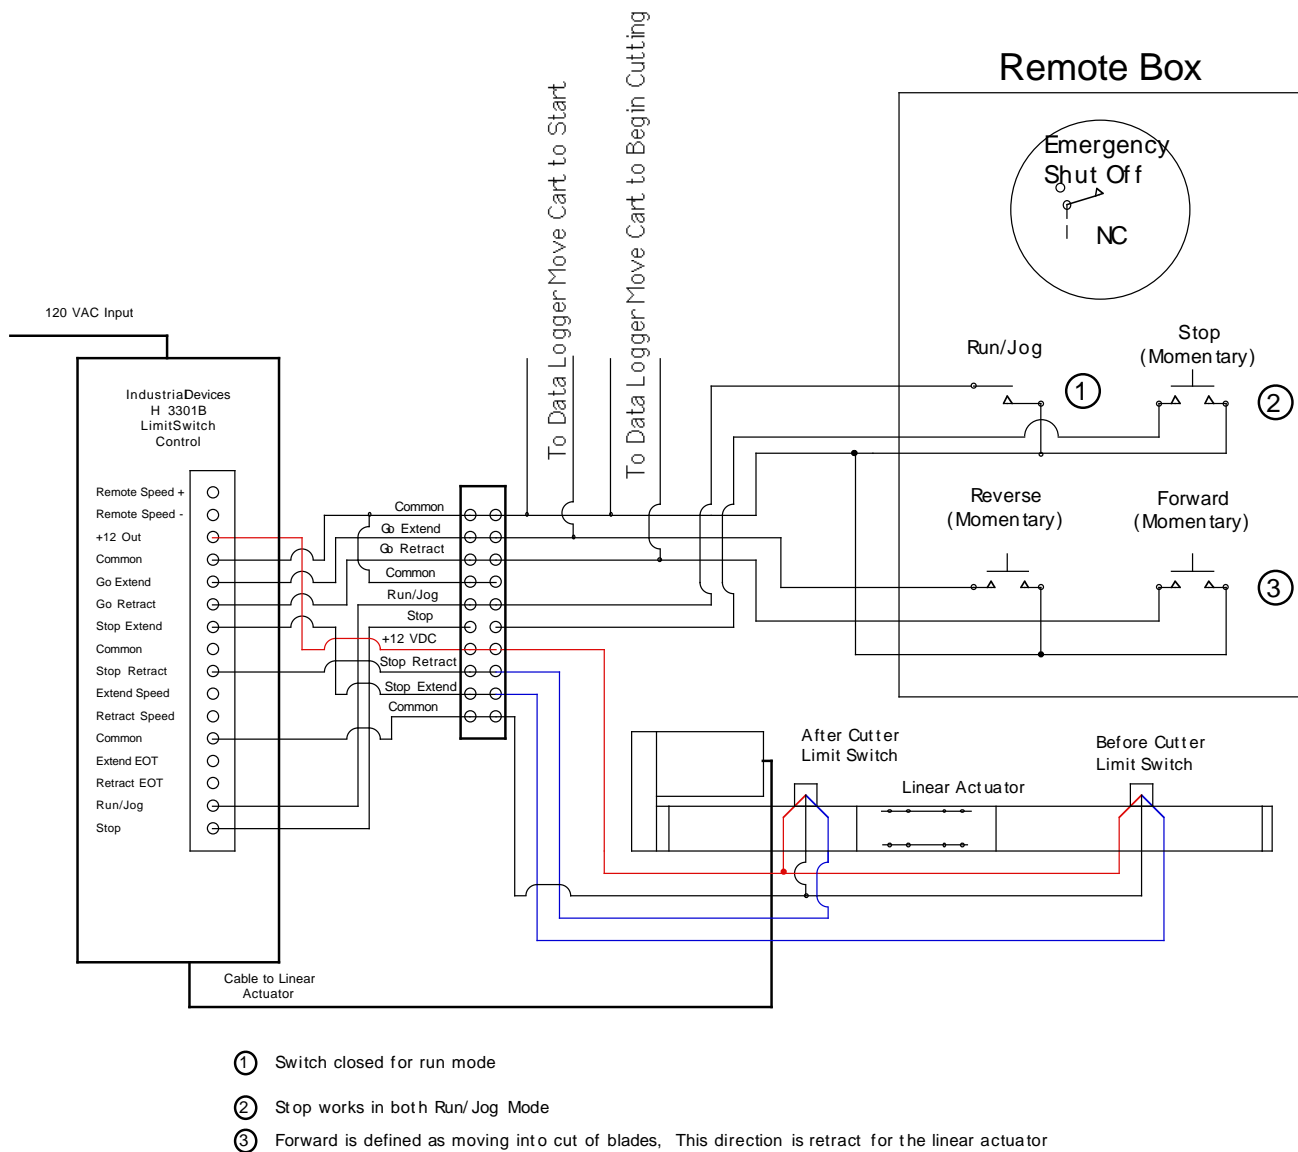 Remote Box
Emergency
Shut Off
NC
To Data Logger Move Cart to Start
To Data Logger Move Cart to Begin Cutting
120 VAC Input
Run/Jog
1
Stop
(Momentary)
2
Industrial Devices
H 3301B
LimitSwitch
Control
Remote Speed +
Remote Speed -
+12 Out
Common
Go Extend
Go Retract
Stop Extend
Common
Stop Retract
Extend Speed
Retract Speed
Common
Extend EOT
Retract EOT
Run/Jog
Stop
Common
Go Extend
Go Retract
Common
Run/Jog
Stop
+12 VDC
Stop Retract
Stop Extend
Common
Reverse
(Momentary)
Forward
(Momentary)
3
After Cutter
Limit Switch
Linear Actuator
Before Cutter
Limit Switch
Cable to Linear
Actuator
1 Switch closed for run mode
2 Stop works in both Run/Jog Mode
3 Forward is defined as moving into cut of blades, This direction is retract for the linear actuator